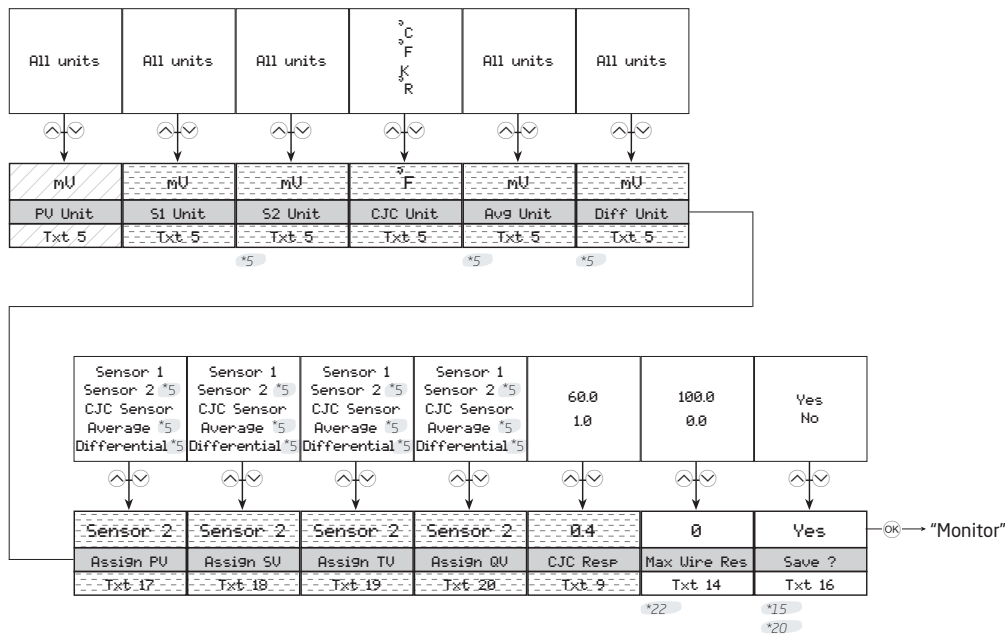 All units All units All units °C All units All units
°F
K
°R
mV mV mV °F mV mV
PV Unit S1 Unit S2 Unit CJC Unit Avg Unit Diff Unit
Txt 5 Txt 5 Txt 5 Txt 5 Txt 5 Txt 5
*5 *5 *5
Sensor 1 Sensor 1 Sensor 1 Sensor 1
Sensor 2 *5 Sensor 2 *5 Sensor 2 *5 Sensor 2 *5 60.0 100.0 Yes
CJC Sensor CJC Sensor CJC Sensor CJC Sensor 1.0 0.0 No
Average *5 Average *5 Average *5 Average *5
Differential *5 Differential *5 Differential *5 Differential *5
Sensor 2 Sensor 2 Sensor 2 Sensor 2 0.4 0 Yes OK "Monitor"
Assign PV Assign SV Assign TV Assign QV CJC Resp Max Wire Res Save ?
Txt 17 Txt 18 Txt 19 Txt 20 Txt 9 Txt 14 Txt 16
*22 *15
*20